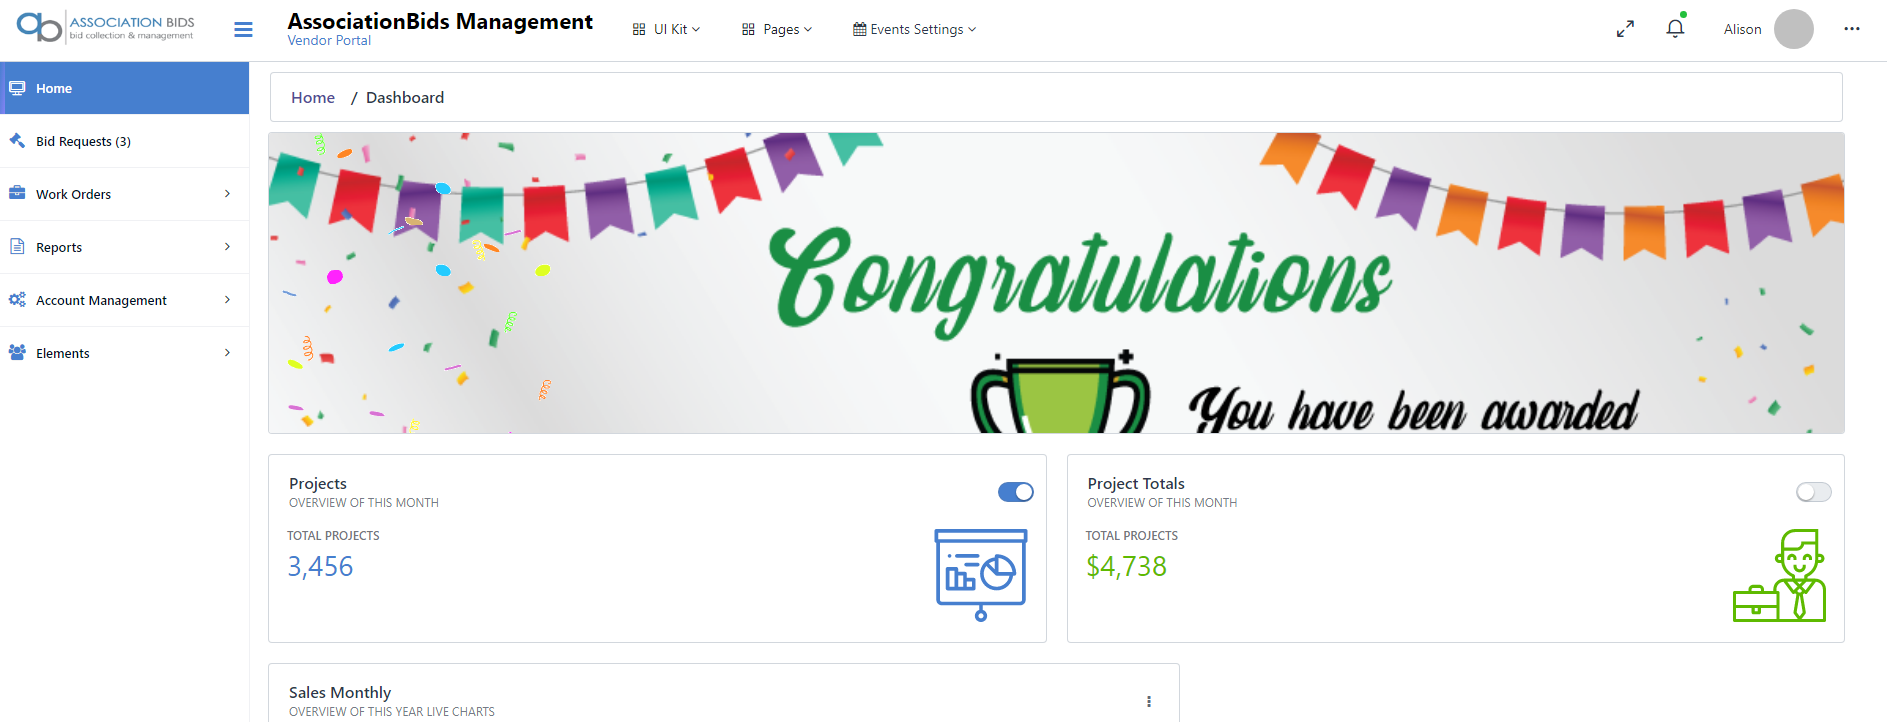 ab ASSOCIATION BIDS
bid collection & management
AssociationBids Management
Vendor Portal
UI Kit
Pages
Events Settings
Alison
Home
Bid Requests (3)
Work Orders
Reports
Account Management
Elements
Home / Dashboard
Congratulations
You have been awarded
Projects
OVERVIEW OF THIS MONTH
TOTAL PROJECTS
3,456
Project Totals
OVERVIEW OF THIS MONTH
TOTAL PROJECTS
$4,738
Sales Monthly
OVERVIEW OF THIS YEAR LIVE CHARTS